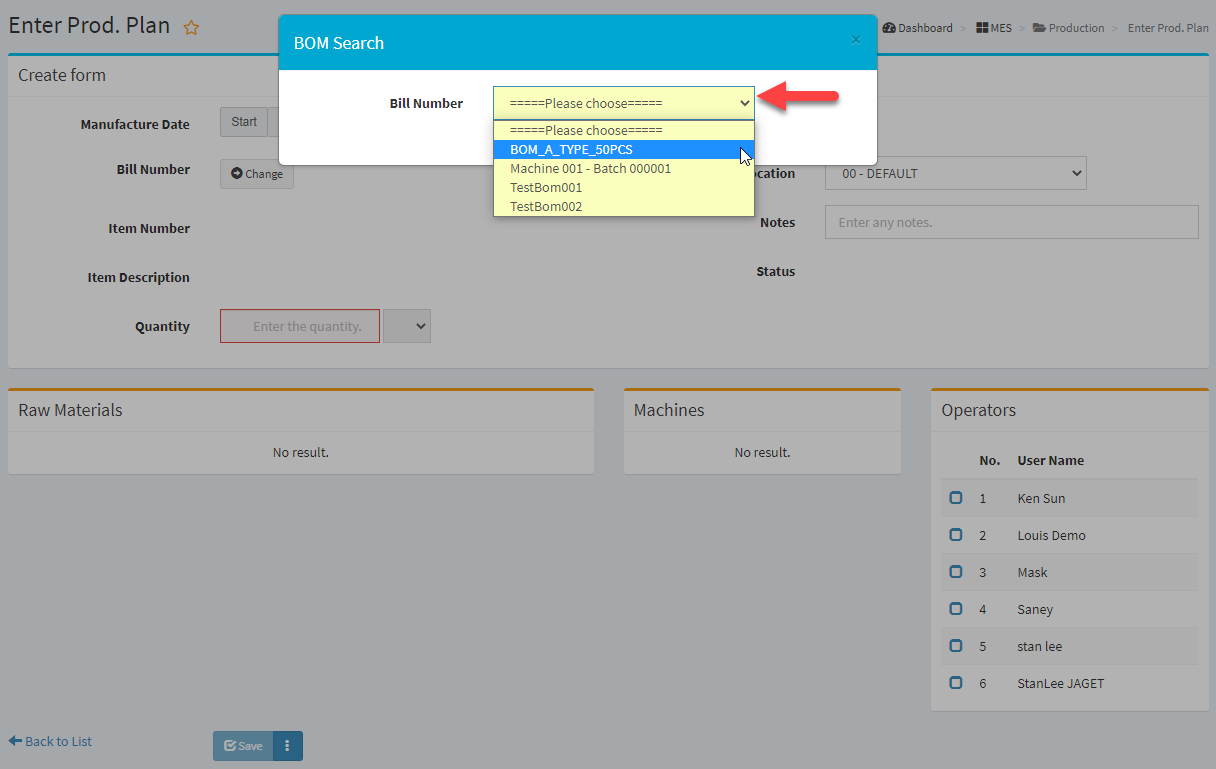 Enter Prod. Plan
Dashboard > MES > Production > Enter Prod. Plan
BOM Search
×
Bill Number
=====Please choose=====
=====Please choose=====
BOM_A_TYPE_50PCS
Machine 001 - Batch 000001
TestBom001
TestBom002
Create form
Manufacture Date
Start
Bill Number
Change
Item Number
Item Description
Quantity
Enter the quantity.
ocation
00 - DEFAULT
Notes
Enter any notes.
Status
Raw Materials
No result.
Machines
No result.
Operators
No. User Name
1 Ken Sun
2 Louis Demo
3 Mask
4 Saney
5 stan lee
6 StanLee JAGET
Back to List
Save